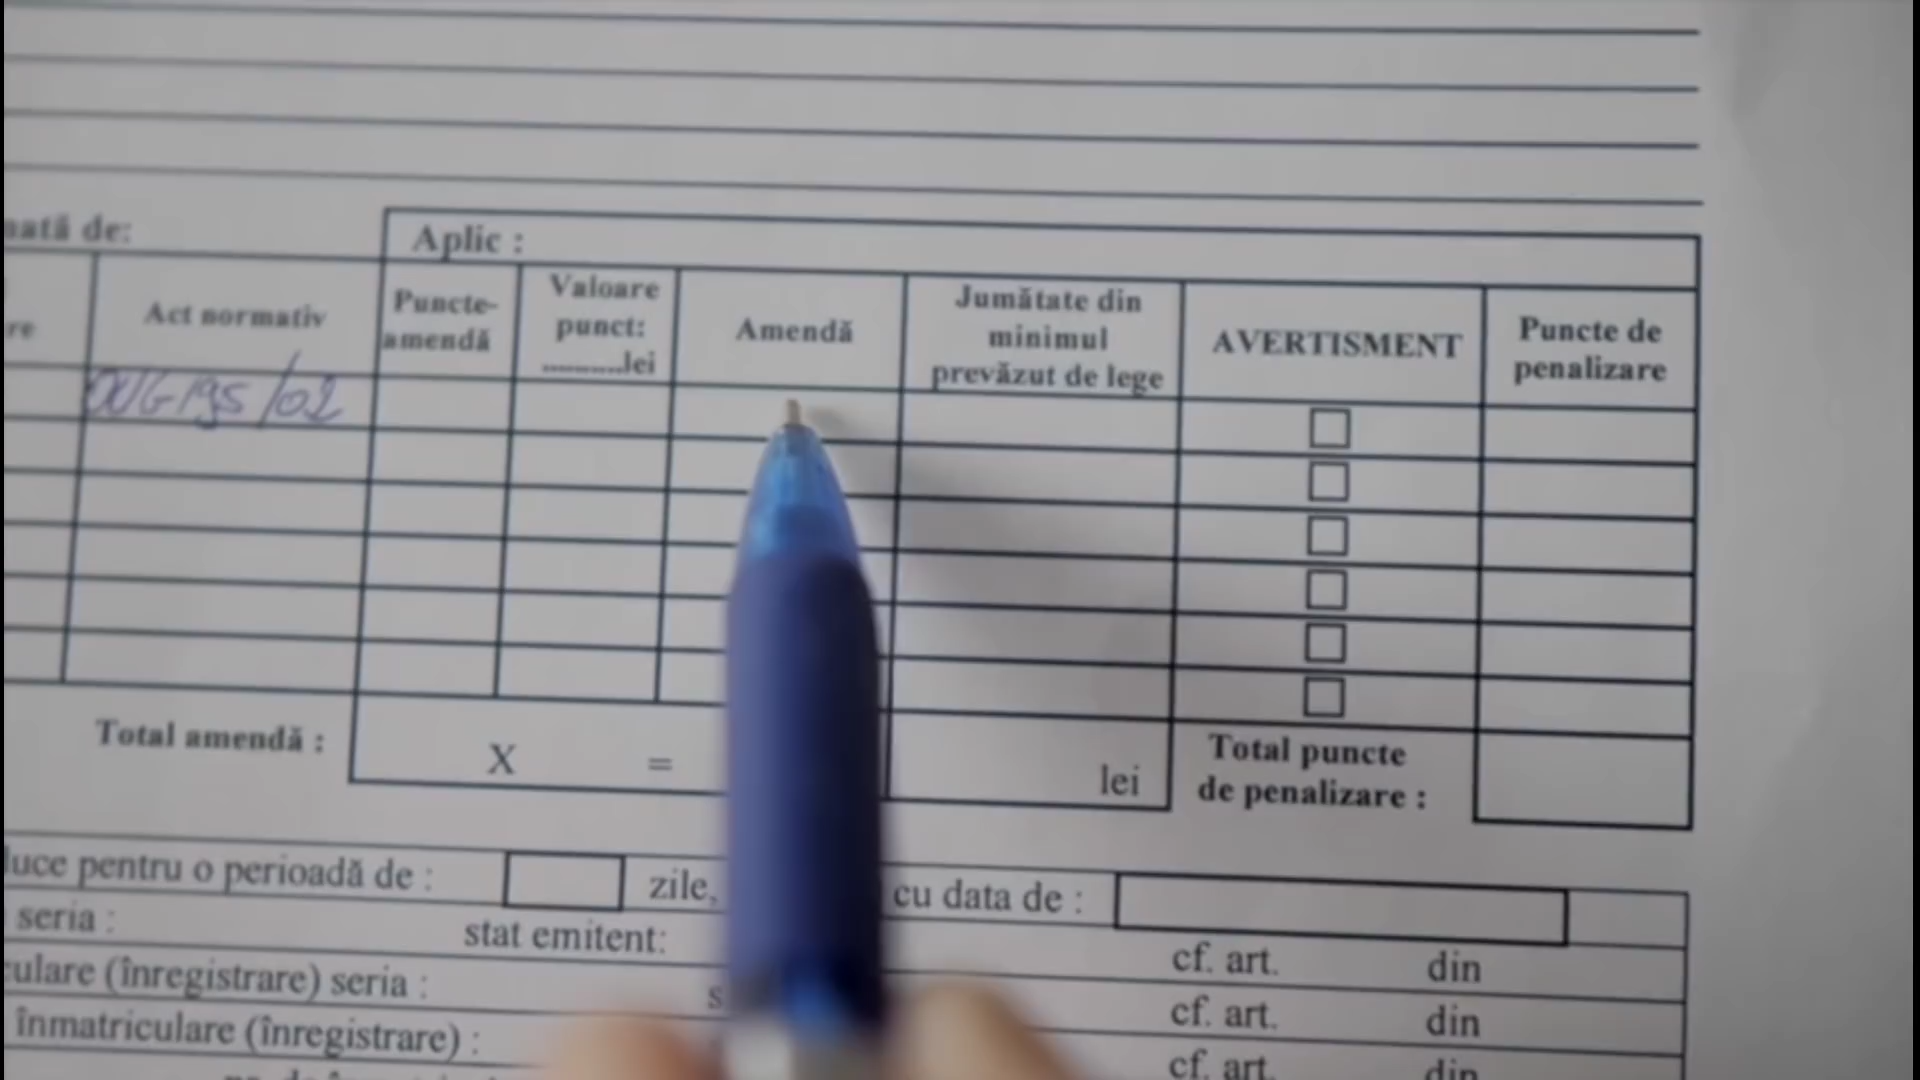 nată de:
Aplic :
re
Act normativ
Puncte-
amendă
Valoare
punct:
..........lei
Amendă
Jumătate din
minimul
prevăzut de lege
AVERTISMENT
Puncte de
penalizare
OUG 195/02
Total amendă :
X =
lei
Total puncte
de penalizare :
luce pentru o perioadă de :
zile,
cu data de :
seria :
stat emitent:
cf. art. din
culare (înregistrare) seria :
s
cf. art. din
înmatriculare (înregistrare) :
cf. art. din